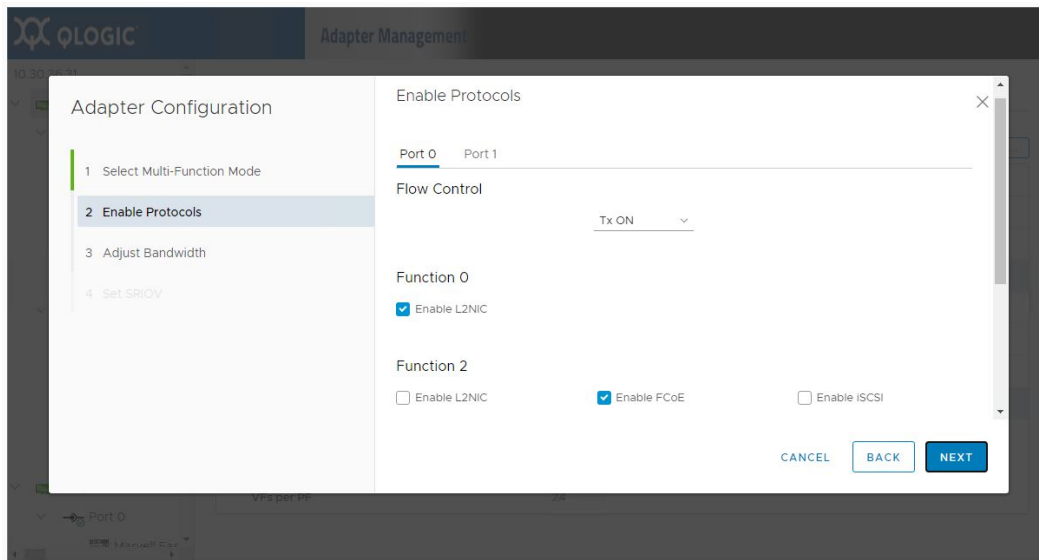 QLOGIC
Adapter Management
10.30.
Adapter Configuration
1 Select Multi-Function Mode
2 Enable Protocols
3 Adjust Bandwidth
4 Set SRIOV
Enable Protocols
Port 0 Port 1
Flow Control
Tx ON
Function 0
Enable L2NIC
Function 2
Enable L2NIC Enable FCoE Enable iSCSI
CANCEL BACK NEXT
VFs per PF 24
Port 0